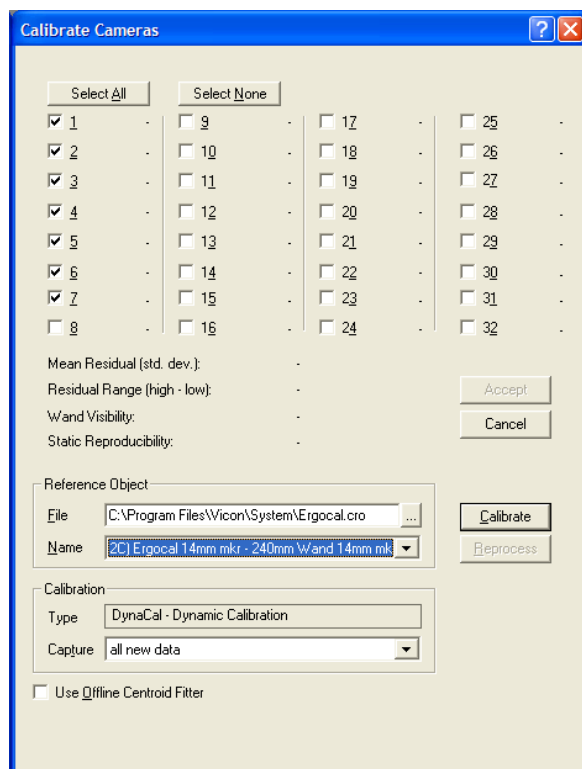 Calibrate Cameras
Select All Select None
1 - 9 - 17 - 25 -
2 - 10 - 18 - 26 -
3 - 11 - 19 - 27 -
4 - 12 - 20 - 28 -
5 - 13 - 21 - 29 -
6 - 14 - 22 - 30 -
7 - 15 - 23 - 31 -
8 - 16 - 24 - 32 -
Mean Residual (std. dev.): -
Residual Range (high - low): - Accept
Wand Visibility: - Cancel
Static Reproducibility: -
Reference Object
File C:\Program Files\Vicon\System\Ergocal.cro ... Calibrate
Name 2C) Ergocal 14mm mkr - 240mm Wand 14mm mk Reprocess
Calibration
Type DynaCal - Dynamic Calibration
Capture all new data
Use Offline Centroid Fitter